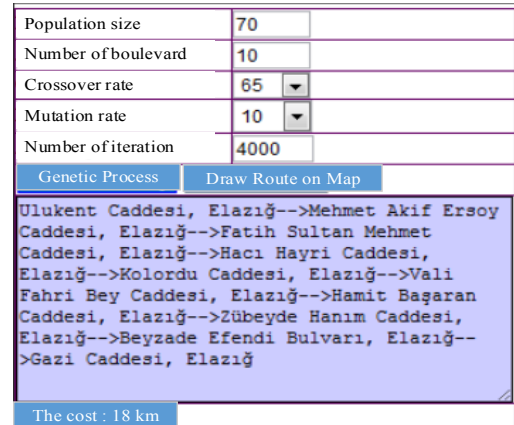 Population size 70
Number of boulevard 10
Crossover rate 65
Mutation rate 10
Number of iteration 4000
Genetic Process Draw Route on Map
Ulukent Caddesi, Elazığ-->Mehmet Akif Ersoy
Caddesi, Elazığ-->Fatih Sultan Mehmet
Caddesi, Elazığ-->Hacı Hayri Caddesi,
Elazığ-->Kolordu Caddesi, Elazığ-->Vali
Fahri Bey Caddesi, Elazığ-->Hamit Başaran
Caddesi, Elazığ-->Zübeyde Hanım Caddesi,
Elazığ-->Beyzade Efendi Bulvarı, Elazığ--
>Gazi Caddesi, Elazığ
The cost : 18 km